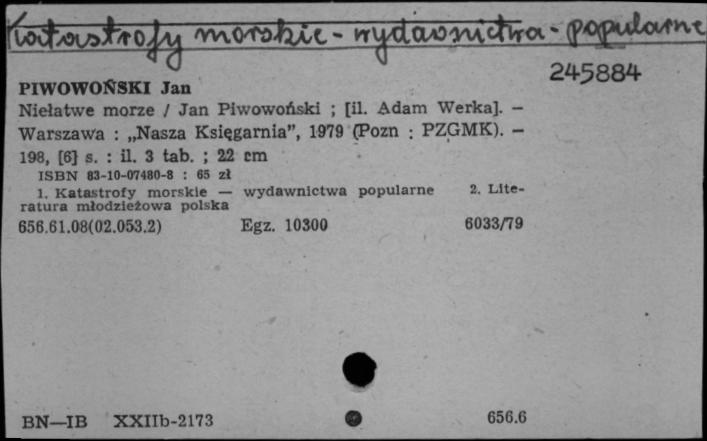 Katastrofy morskie - wydawnictwa - popularne
245884
PIWOWOŃSKI Jan
Niełatwe morze / Jan Piwowoński ; [il. Adam Werka]. —
Warszawa : „Nasza Księgarnia”, 1979 (Pozn : PZGMK). —
198, [6] s. : il. 3 tab. ; 22 cm
ISBN 83-10-07480-8 : 65 zł
1. Katastrofy morskie — wydawnictwa popularne 2. Lite-
ratura młodzieżowa polska
656.61.08(02.053.2) Egz. 10300 6033/79
BN—IB XXIIb-2173 656.6